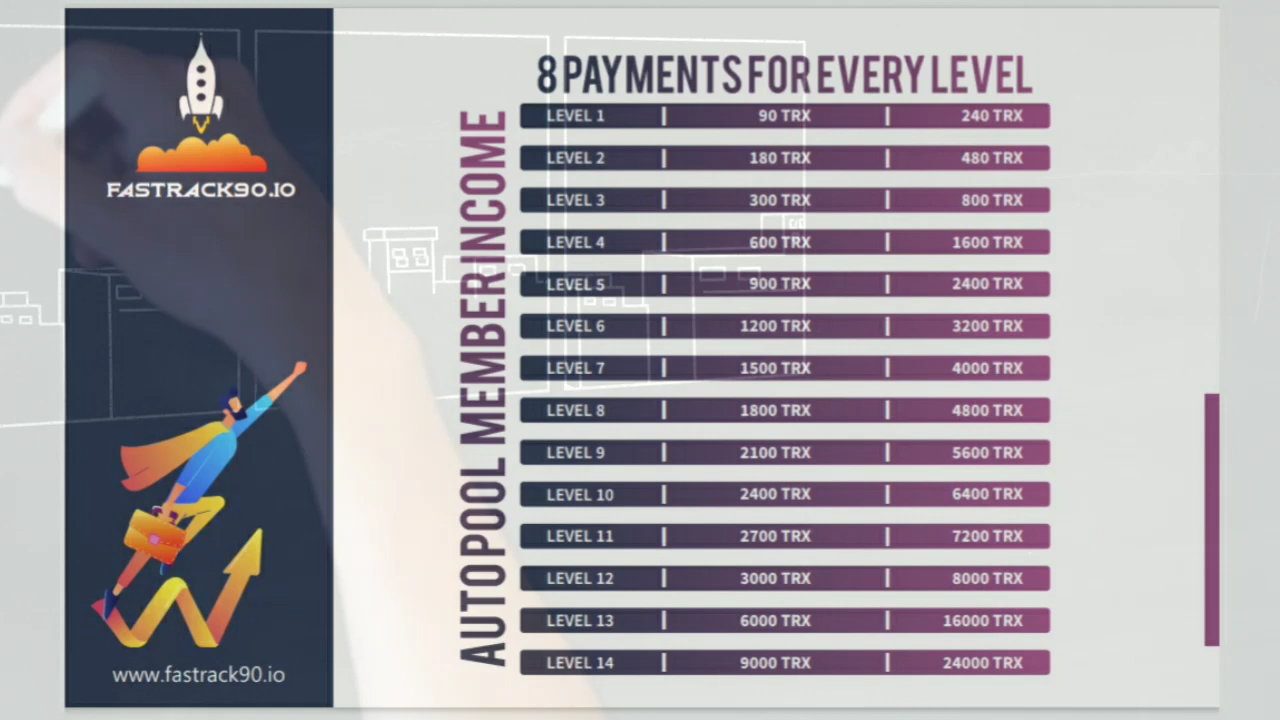 FASTRACK90.IO
www.fastrack90.io
AUTOPOOL MEMBER INCOME
8 PAYMENTS FOR EVERY LEVEL
LEVEL 1 | 90 TRX | 240 TRX
LEVEL 2 | 180 TRX | 480 TRX
LEVEL 3 | 300 TRX | 800 TRX
LEVEL 4 | 600 TRX | 1600 TRX
LEVEL 5 | 900 TRX | 2400 TRX
LEVEL 6 | 1200 TRX | 3200 TRX
LEVEL 7 | 1500 TRX | 4000 TRX
LEVEL 8 | 1800 TRX | 4800 TRX
LEVEL 9 | 2100 TRX | 5600 TRX
LEVEL 10 | 2400 TRX | 6400 TRX
LEVEL 11 | 2700 TRX | 7200 TRX
LEVEL 12 | 3000 TRX | 8000 TRX
LEVEL 13 | 6000 TRX | 16000 TRX
LEVEL 14 | 9000 TRX | 24000 TRX